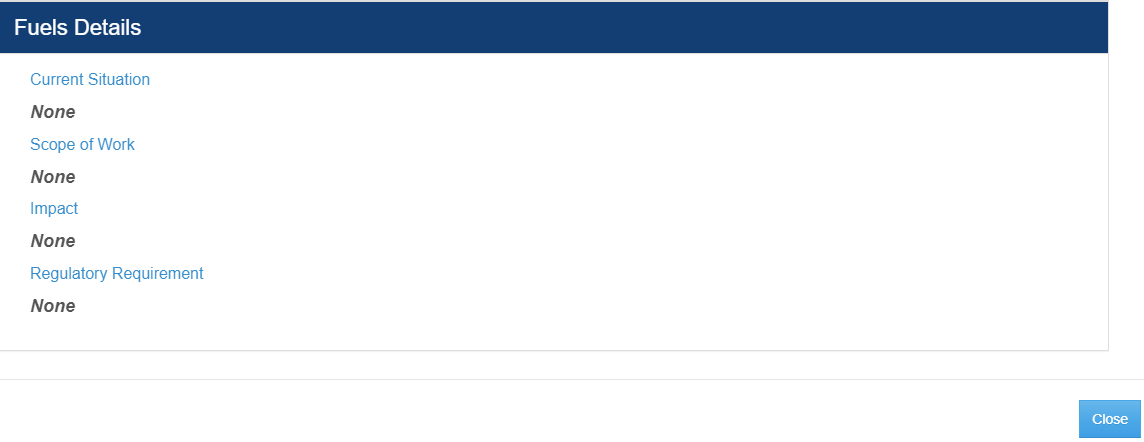 Fuels Details
Current Situation
None
Scope of Work
None
Impact
None
Regulatory Requirement
None
Close